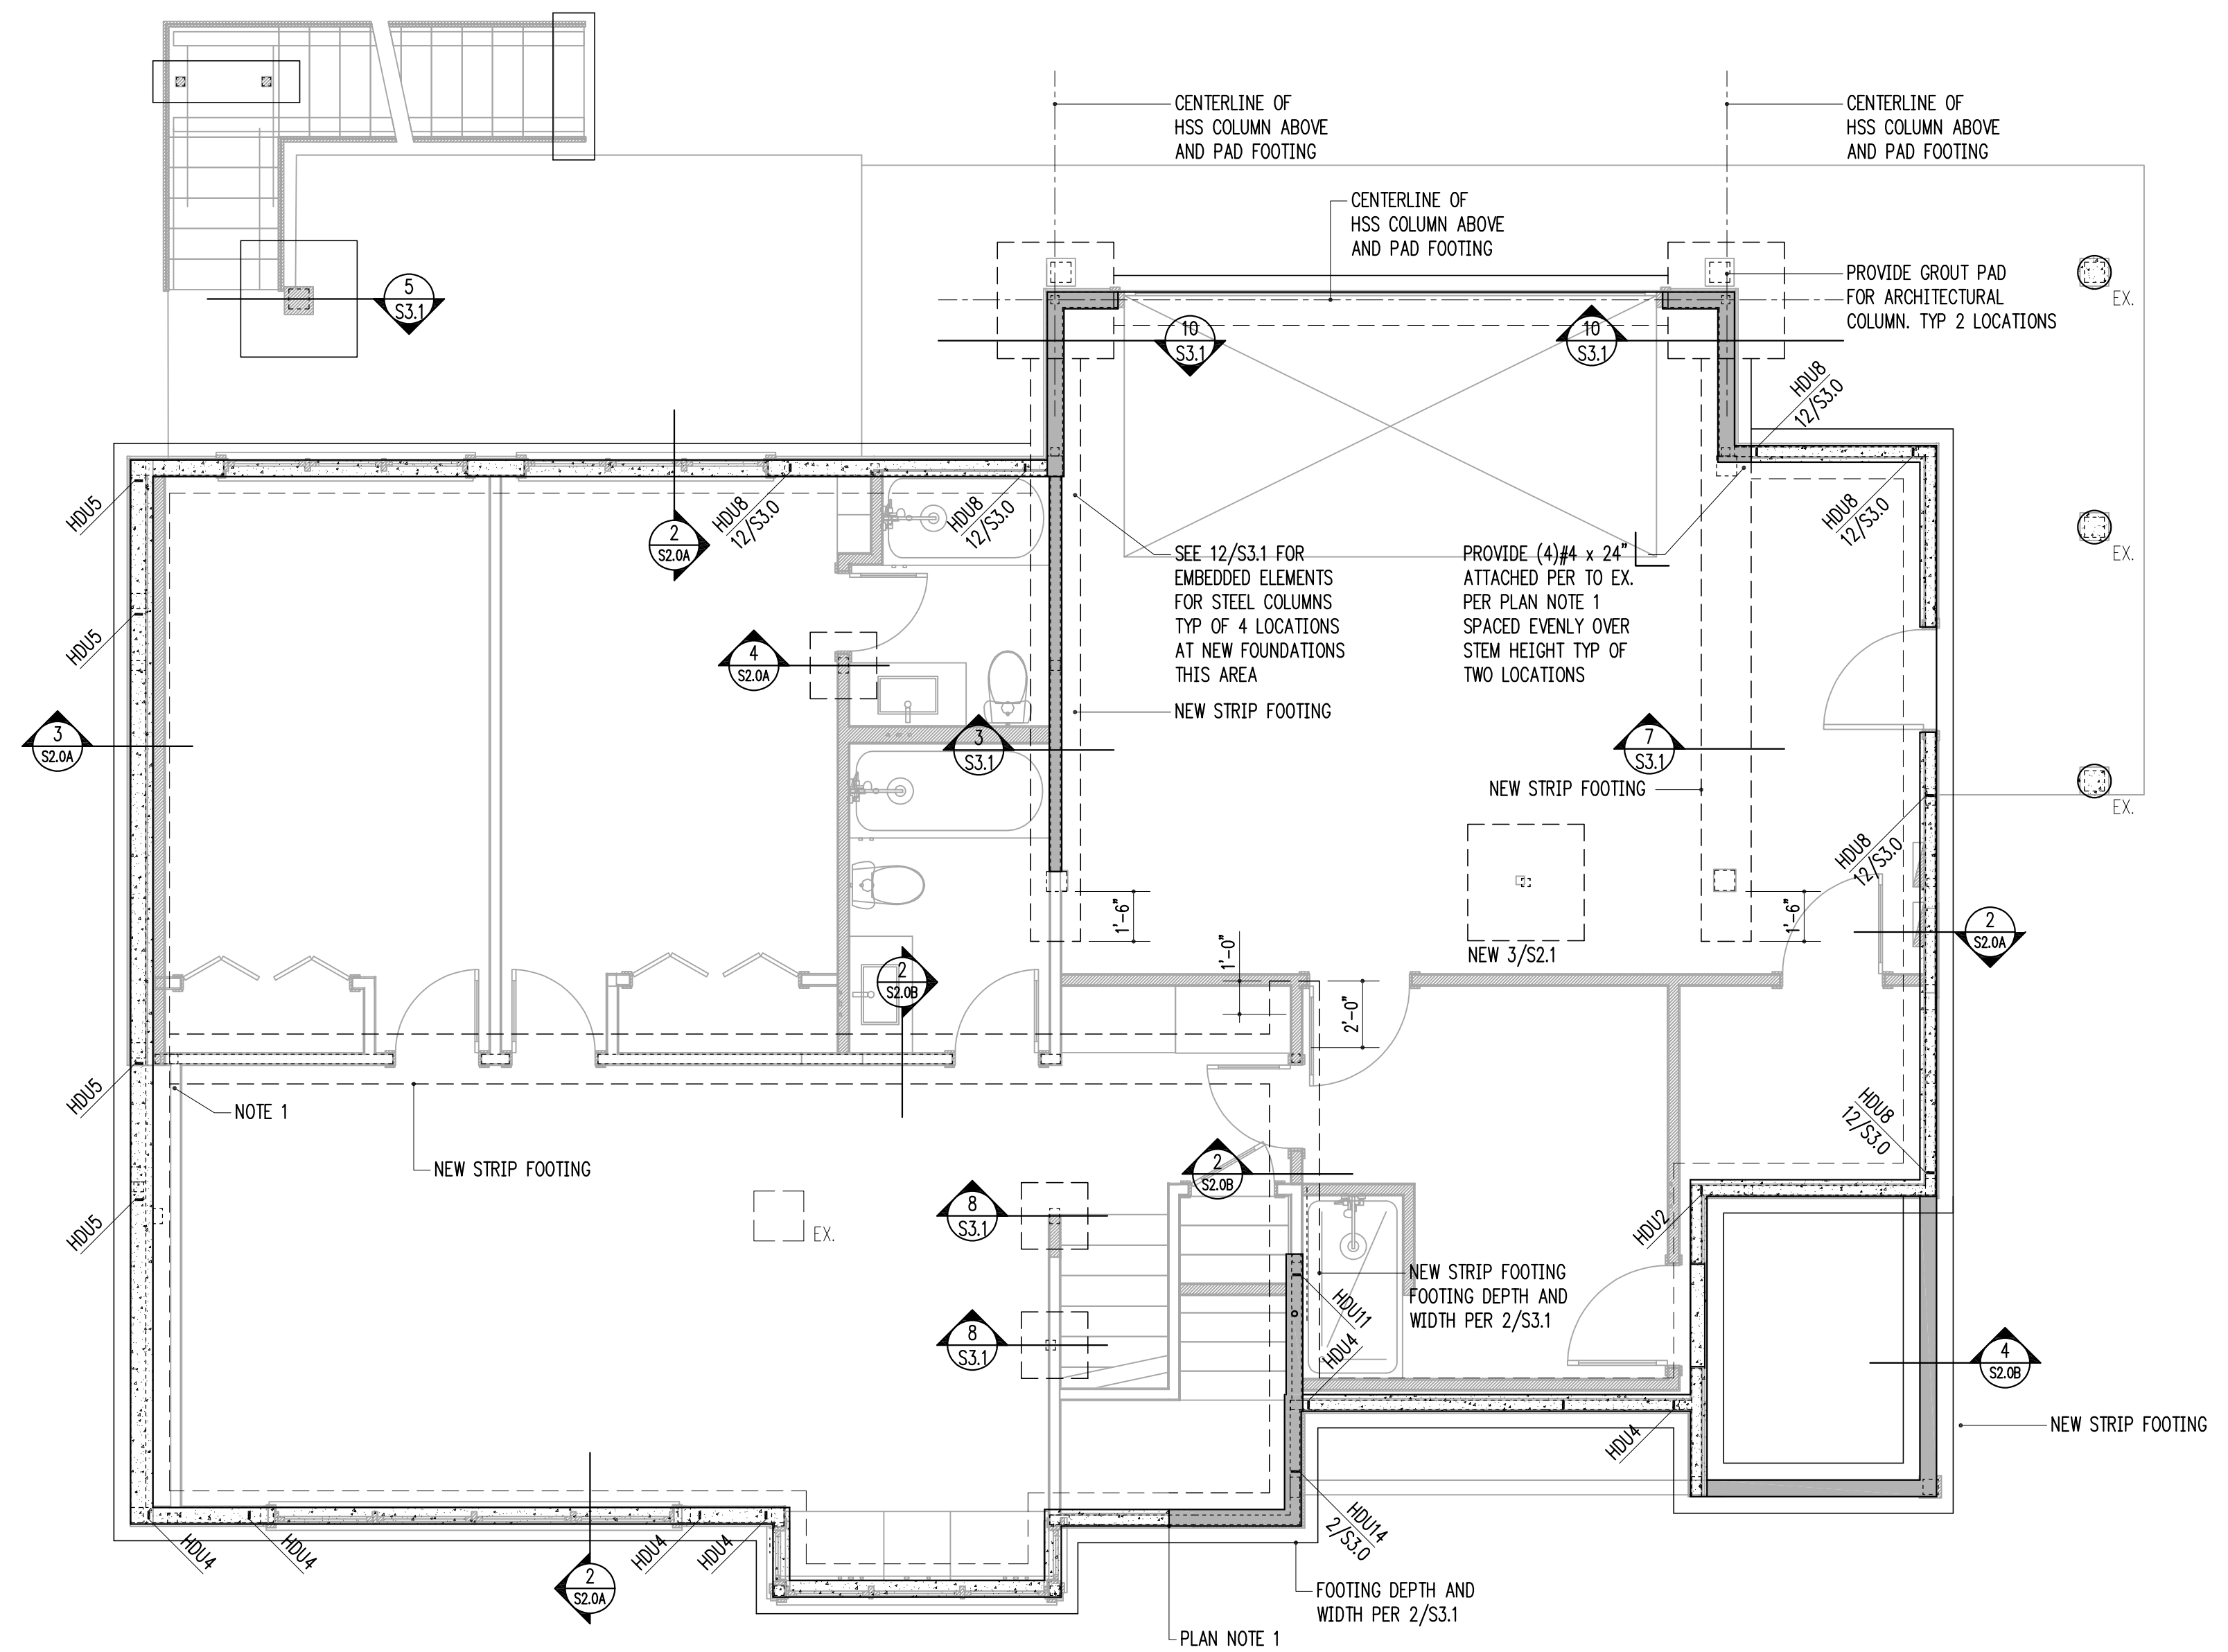 CENTERLINE OF
HSS COLUMN ABOVE
AND PAD FOOTING
CENTERLINE OF
HSS COLUMN ABOVE
AND PAD FOOTING
CENTERLINE OF
HSS COLUMN ABOVE
AND PAD FOOTING
PROVIDE GROUT PAD
FOR ARCHITECTURAL
COLUMN. TYP 2 LOCATIONS
EX.
5
S3.1
10
S3.1
10
S3.1
HDU8
12/S3.0
HDU5
2
S2.0A
HDU8
12/S3.0
HDU8
12/S3.0
HDU8
12/S3.0
EX.
SEE 12/S3.1 FOR
EMBEDDED ELEMENTS
FOR STEEL COLUMNS
TYP OF 4 LOCATIONS
AT NEW FOUNDATIONS
THIS AREA
PROVIDE (4)#4 x 24"
ATTACHED PER TO EX.
PER PLAN NOTE 1
SPACED EVENLY OVER
STEM HEIGHT TYP OF
TWO LOCATIONS
HDU5
4
S2.0A
NEW STRIP FOOTING
3
S2.0A
3
S3.1
7
S3.1
NEW STRIP FOOTING
EX.
HDU8
12/S3.0
1'-6"
1'-6"
NEW 3/S2.1
2
S2.0A
2
S2.0B
1'-0"
2'-0"
HDU5
NOTE 1
HDU8
12/S3.0
NEW STRIP FOOTING
2
S2.0B
HDU5
EX.
8
S3.1
HDU2
NEW STRIP FOOTING
FOOTING DEPTH AND
WIDTH PER 2/S3.1
HDU11
8
S3.1
HDU4
4
S2.0B
NEW STRIP FOOTING
HDU4
HDU4
HDU4
HDU4
HDU4
HDU14
2/S3.0
2
S2.0A
FOOTING DEPTH AND
WIDTH PER 2/S3.1
PLAN NOTE 1